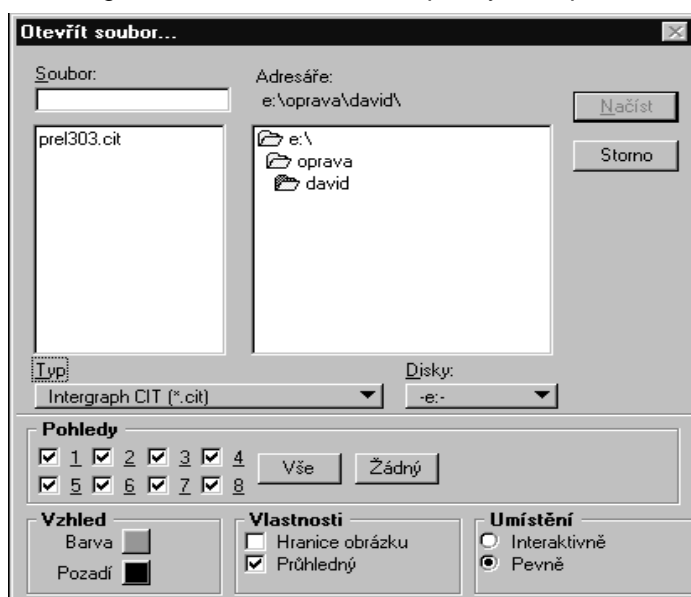 Otevřít soubor...
Soubor:
Adresáře:
e:\oprava\david\
Načíst
prel303.cit
e:\
oprava
david
Storno
Typ
Disky:
Intergraph CIT (*.cit)
-e:-
Pohledy
1 2 3 4
5 6 7 8
Vše
Žádný
Vzhled
Barva
Pozadí
Vlastnosti
Hranice obrázku
Průhledný
Umístění
Interaktivně
Pevně